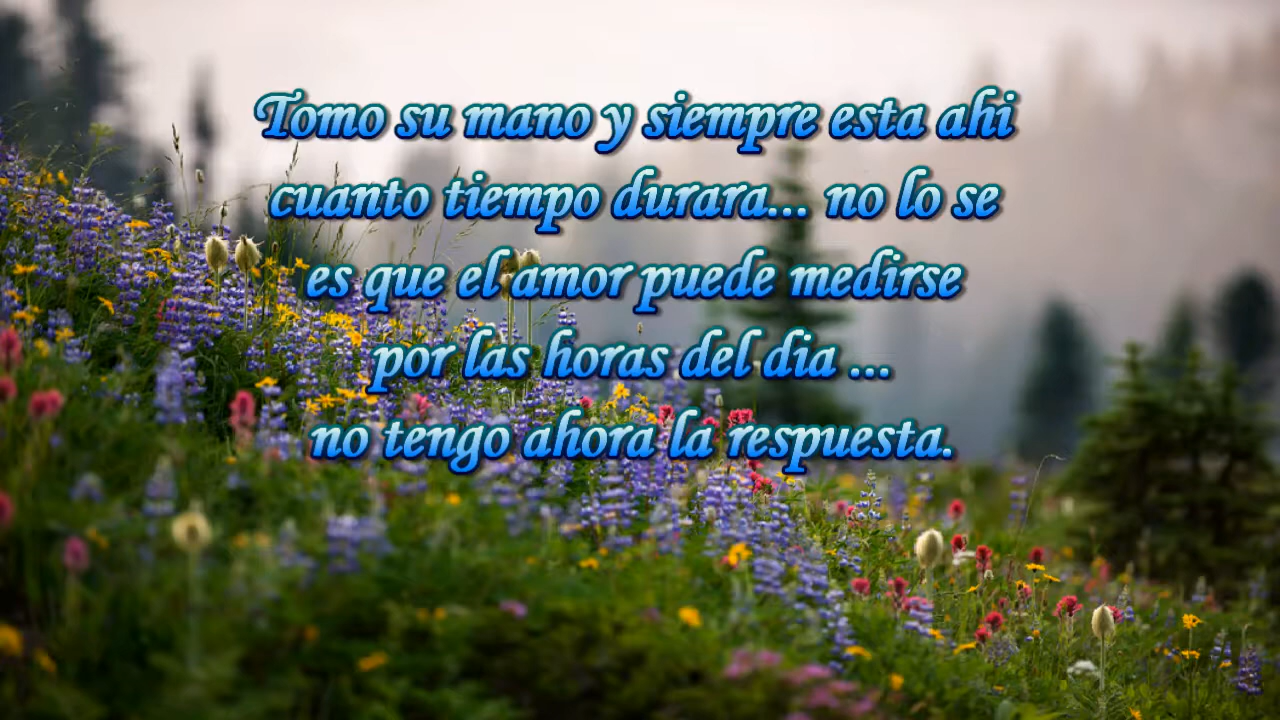 Tomo su mano y siempre esta ahi
cuanto tiempo durara... no lo se
es que el amor puede medirse
por las horas del dia ...
no tengo ahora la respuesta.